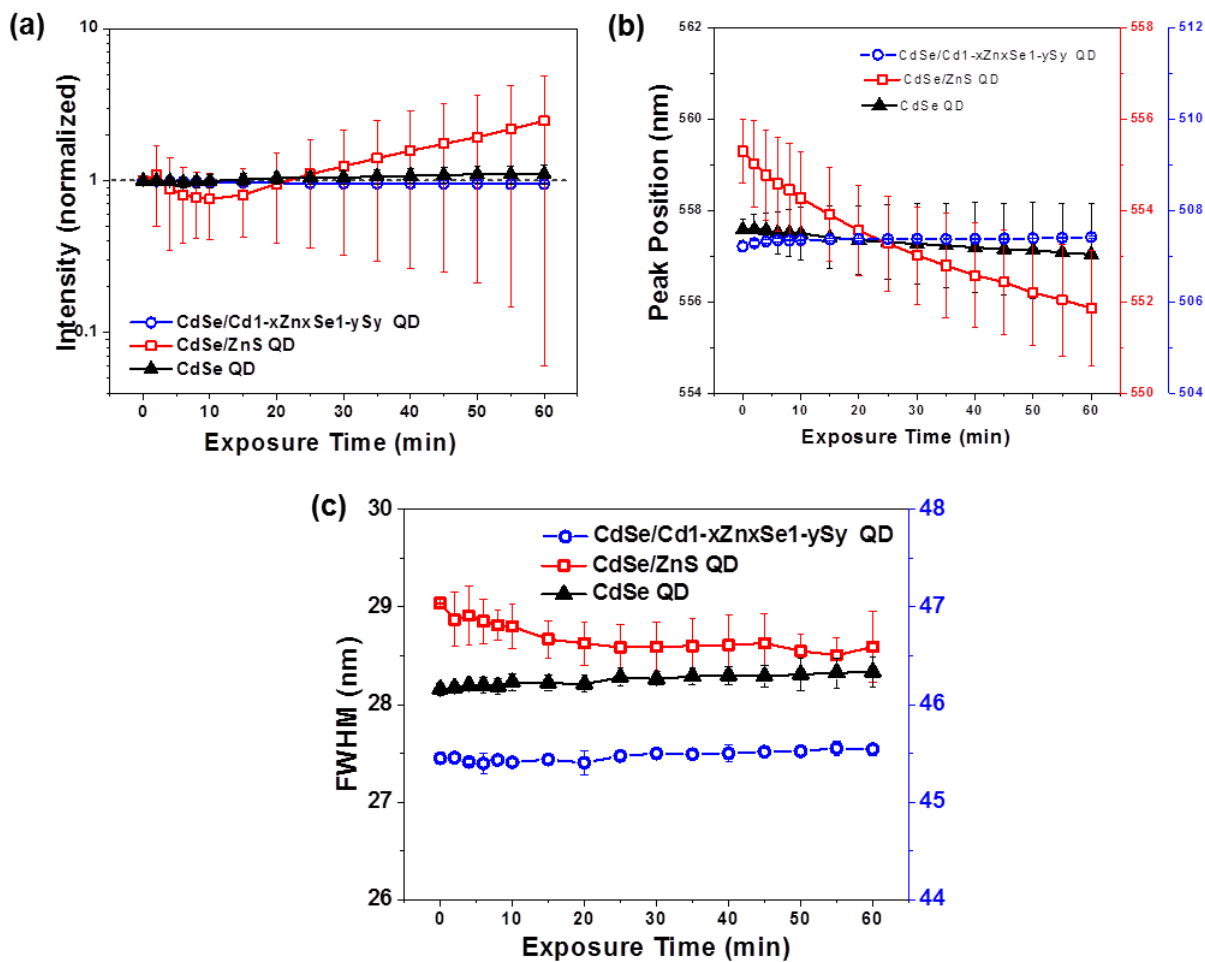 (a)
Intensity (normalized)
10
1
0.1
CdSe/Cd1-xZnxSe1-ySy QD
CdSe/ZnS QD
CdSe QD
0 10 20 30 40 50 60
Exposure Time (min)
(b)
Peak Position (nm)
562
560
558
556
554
CdSe/Cd1-xZnxSe1-ySy QD
CdSe/ZnS QD
CdSe QD
558
556
554
552
550
512
510
508
506
504
0 10 20 30 40 50 60
Exposure Time (min)
(c)
FWHM (nm)
30
29
28
27
26
CdSe/Cd1-xZnxSe1-ySy QD
CdSe/ZnS QD
CdSe QD
48
47
46
45
44
0 10 20 30 40 50 60
Exposure Time (min)